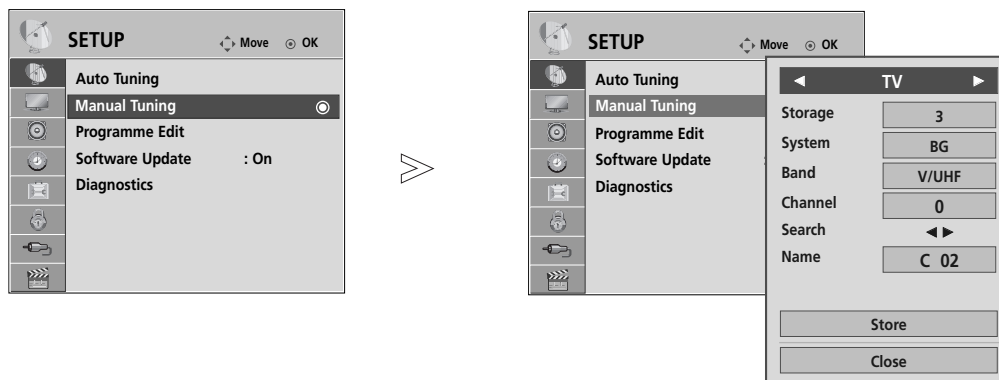 SETUP Move OK
Auto Tuning
Manual Tuning
Programme Edit
Software Update : On
Diagnostics
SETUP Move OK
Auto Tuning
Manual Tuning
Programme Edit
Software Update :
Diagnostics
TV
Storage 3
System BG
Band V/UHF
Channel 0
Search
Name C 02
Store
Close